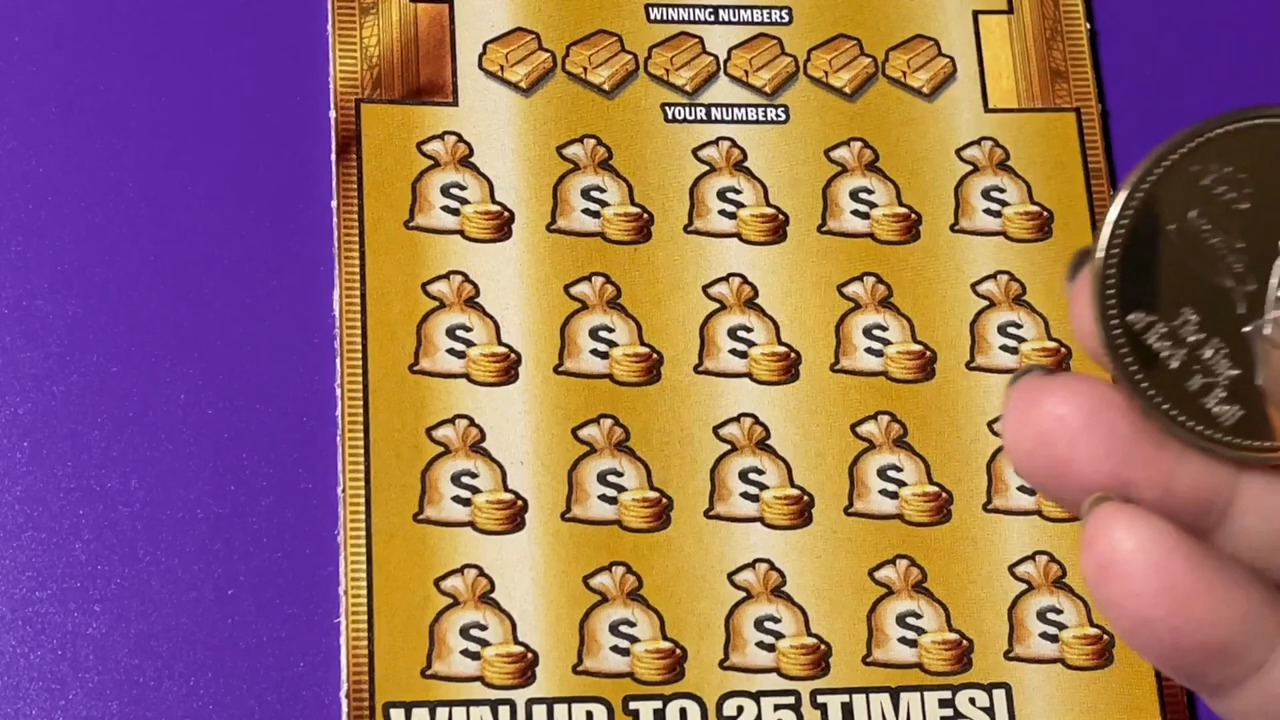 WINNING NUMBERS
YOUR NUMBERS
$ $ $ $ $
$ $ $ $ $
$ $ $ $ $
$ $ $ $ $
WIN UP TO 25 TIMES!